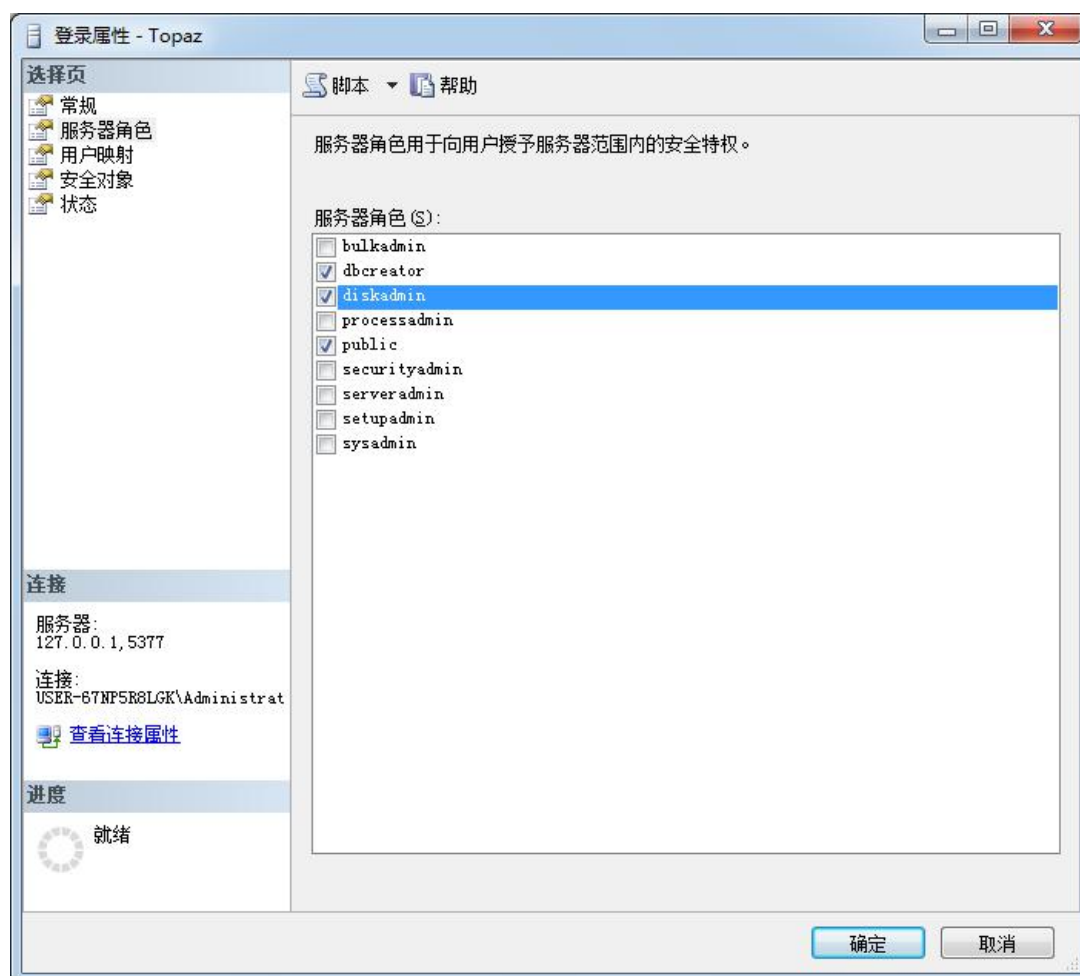 登录属性 - Topaz
选择页
常规
服务器角色
用户映射
安全对象
状态
脚本
帮助
服务器角色用于向用户授予服务器范围内的安全特权。
服务器角色(S):
bulkadmin
dbcreator
diskadmin
processadmin
public
securityadmin
serveradmin
setupadmin
sysadmin
连接
服务器:
127.0.0.1,5377
连接:
USER-67NP5R8LGK\Administrat
查看连接属性
进度
就绪
确定
取消